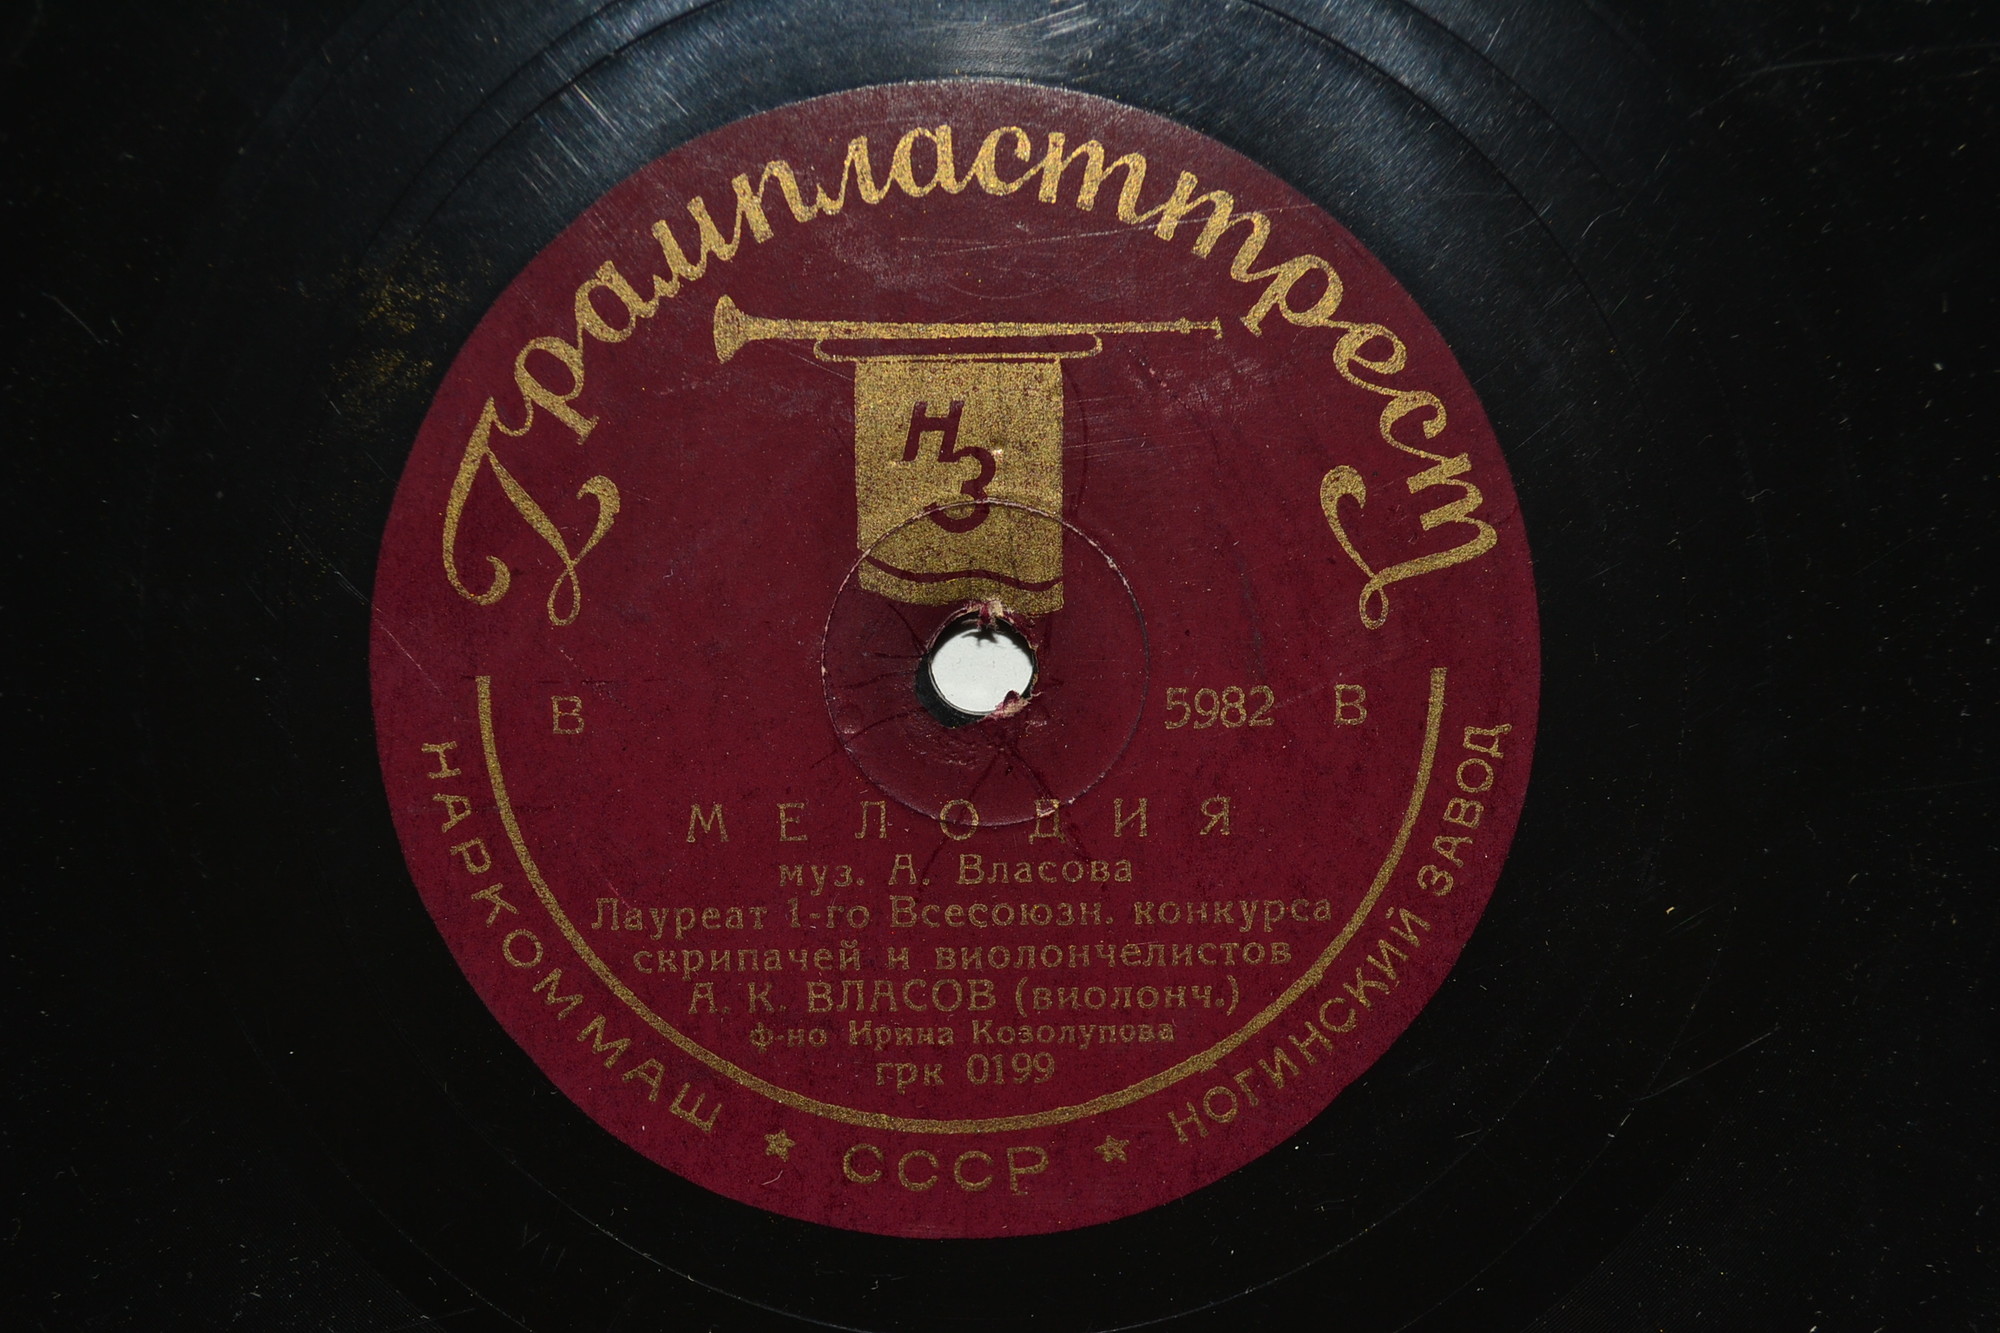 Грампласттрест
НЗ
В
5982 В
МЕЛОДИЯ
муз. А. Власова
Лауреат 1-го Всесоюзн. конкурса
скрипачей и виолончелистов
А. К. ВЛАСОВ (виолонч.)
ф-но Ирина Козолупова
грк 0199
НАРКОММАШ ★ СССР ★ НОГИНСКИЙ ЗАВОД